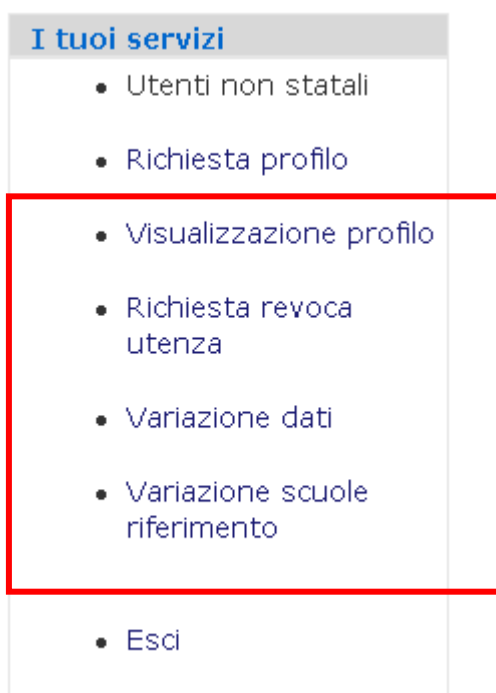 I tuoi servizi
Utenti non statali
Richiesta profilo
Visualizzazione profilo
Richiesta revoca
utenza
Variazione dati
Variazione scuole
riferimento
Esci